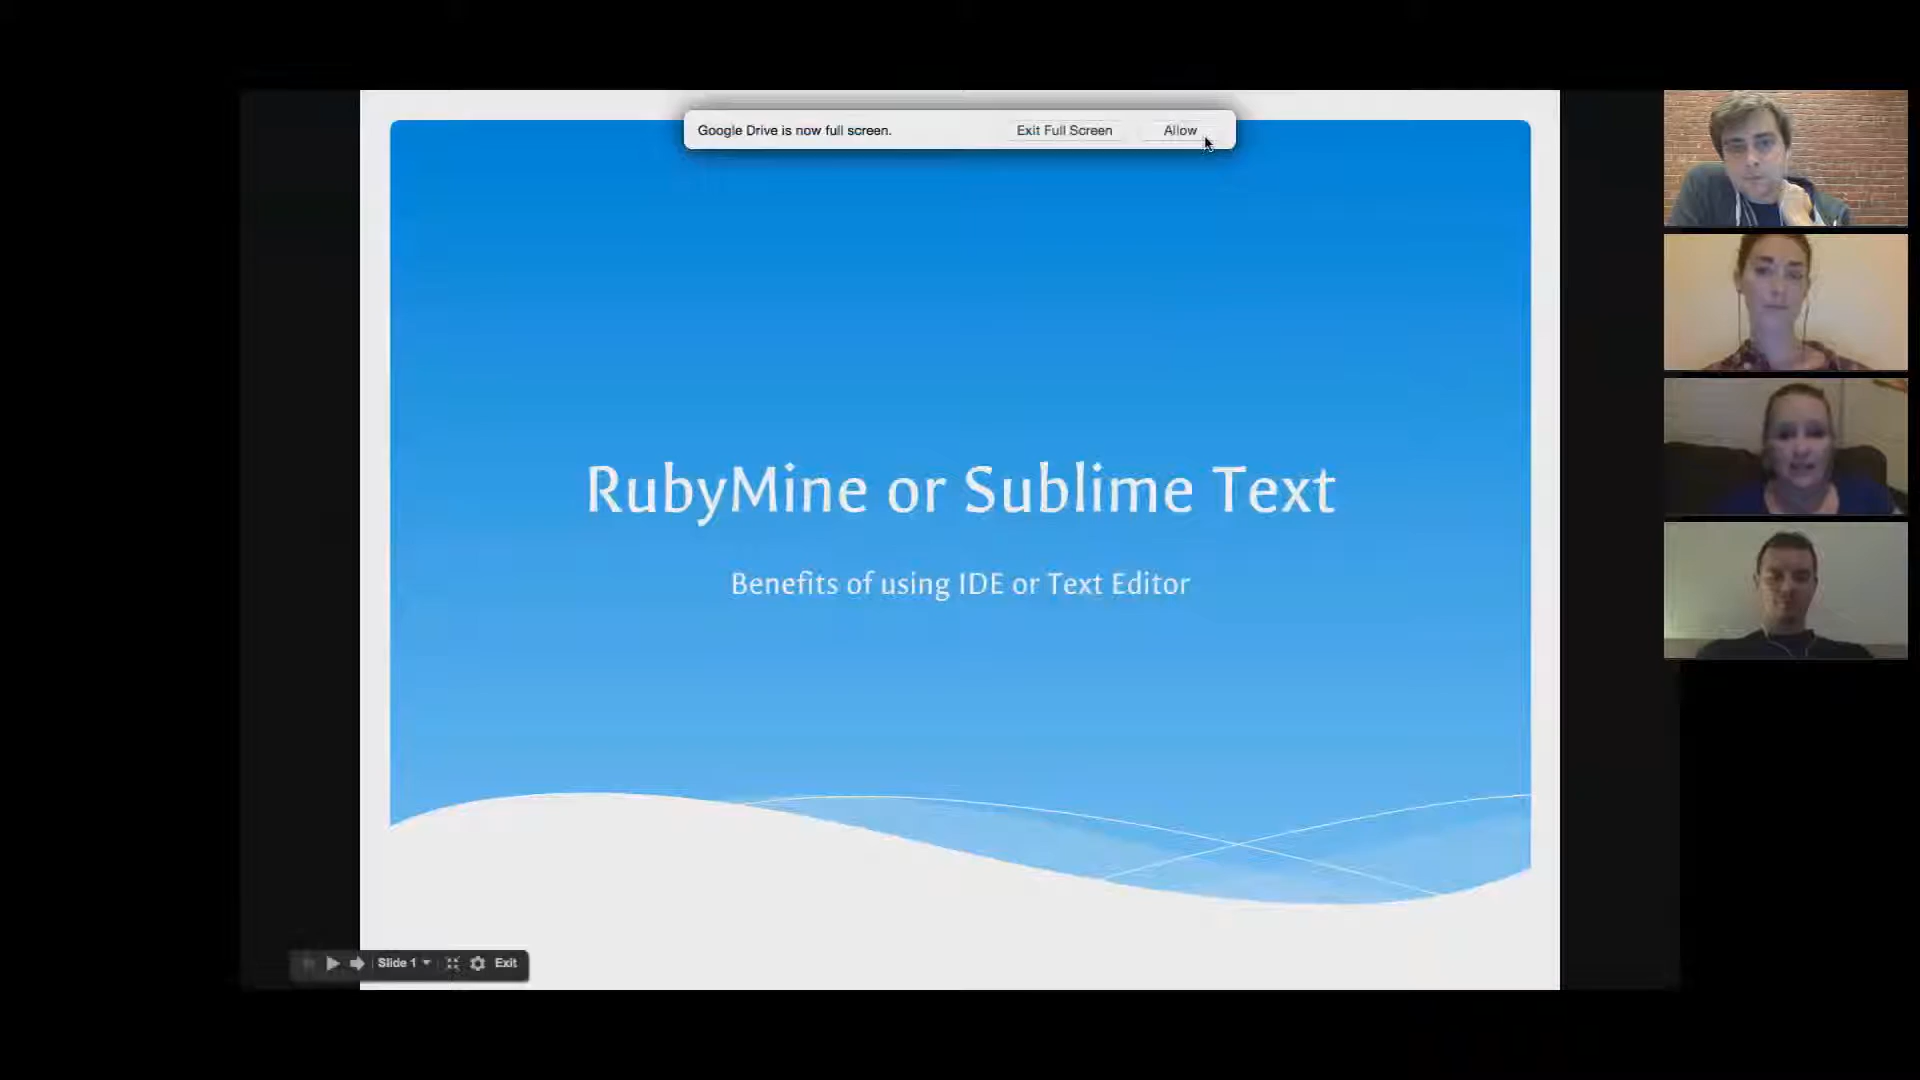 Google Drive is now full screen. Exit Full Screen Allow
RubyMine or Sublime Text
Benefits of using IDE or Text Editor
Slide 1 Exit